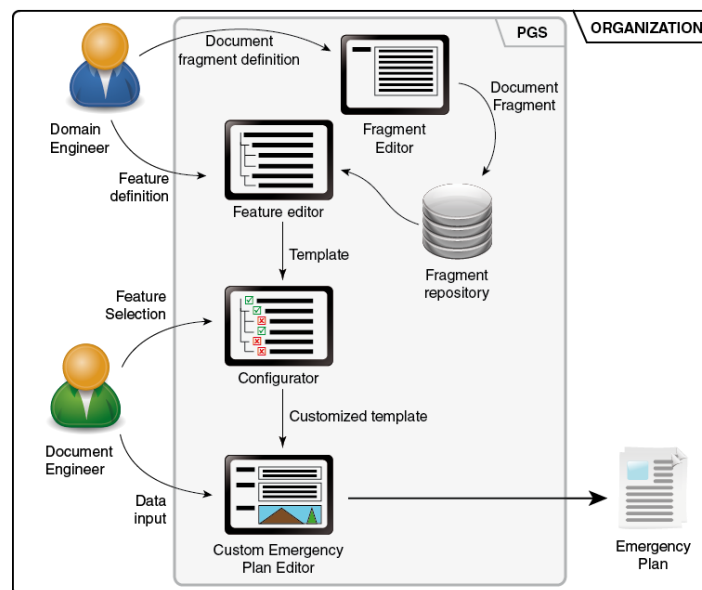 PGS
ORGANIZATION
Document
fragment definition
Document
Fragment
Domain
Engineer
Fragment
Editor
Feature
definition
Feature editor
Template
Fragment
repository
Feature
Selection
Configurator
Customized template
Document
Engineer
Data
input
Custom Emergency
Plan Editor
Emergency
Plan